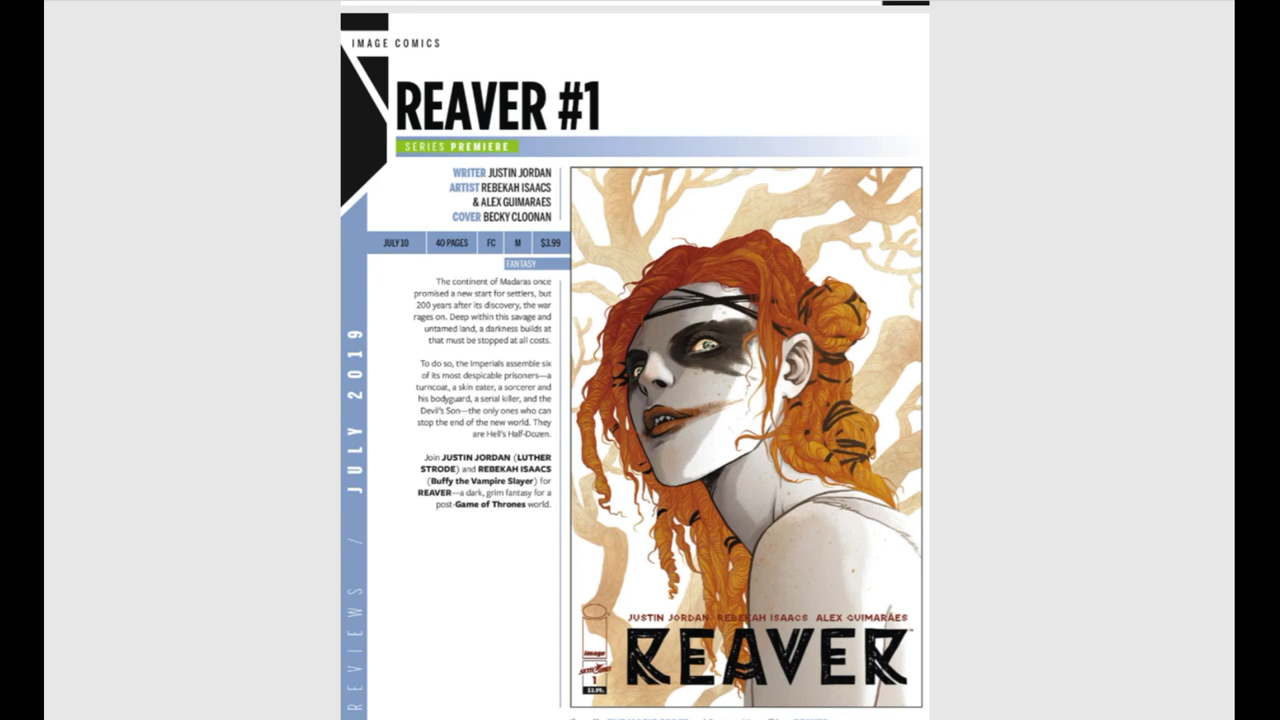 IMAGE COMICS
REAVER #1
SERIES PREMIERE
WRITER JUSTIN JORDAN
ARTIST REBEKAH ISAACS
& ALEX GUIMARAES
COVER BECKY CLOONAN
JULY 10 40 PAGES FC M $3.99
FANTASY
The continent of Madaras once
promised a new start for settlers, but
200 years after its discovery, the war
rages on. Deep within this savage and
untamed land, a darkness builds at
that must be stopped at all costs.
To do so, the Imperials assemble six
of its most despicable prisoners—a
turncoat, a skin eater, a sorcerer and
his bodyguard, a serial killer, and the
Devil's Son—the only ones who can
stop the end of the new world. They
are Hell's Half-Dozen.
Join JUSTIN JORDAN (LUTHER
STRODE) and REBEKAH ISAACS
(Buffy the Vampire Slayer) for
REAVER—a dark, grim fantasy for a
post-Game of Thrones world.
REVIEWS / JULY 2019
JUSTIN JORDAN REBEKAH ISAACS ALEX GUIMARÃES
REAVER™
image
1
$3.99